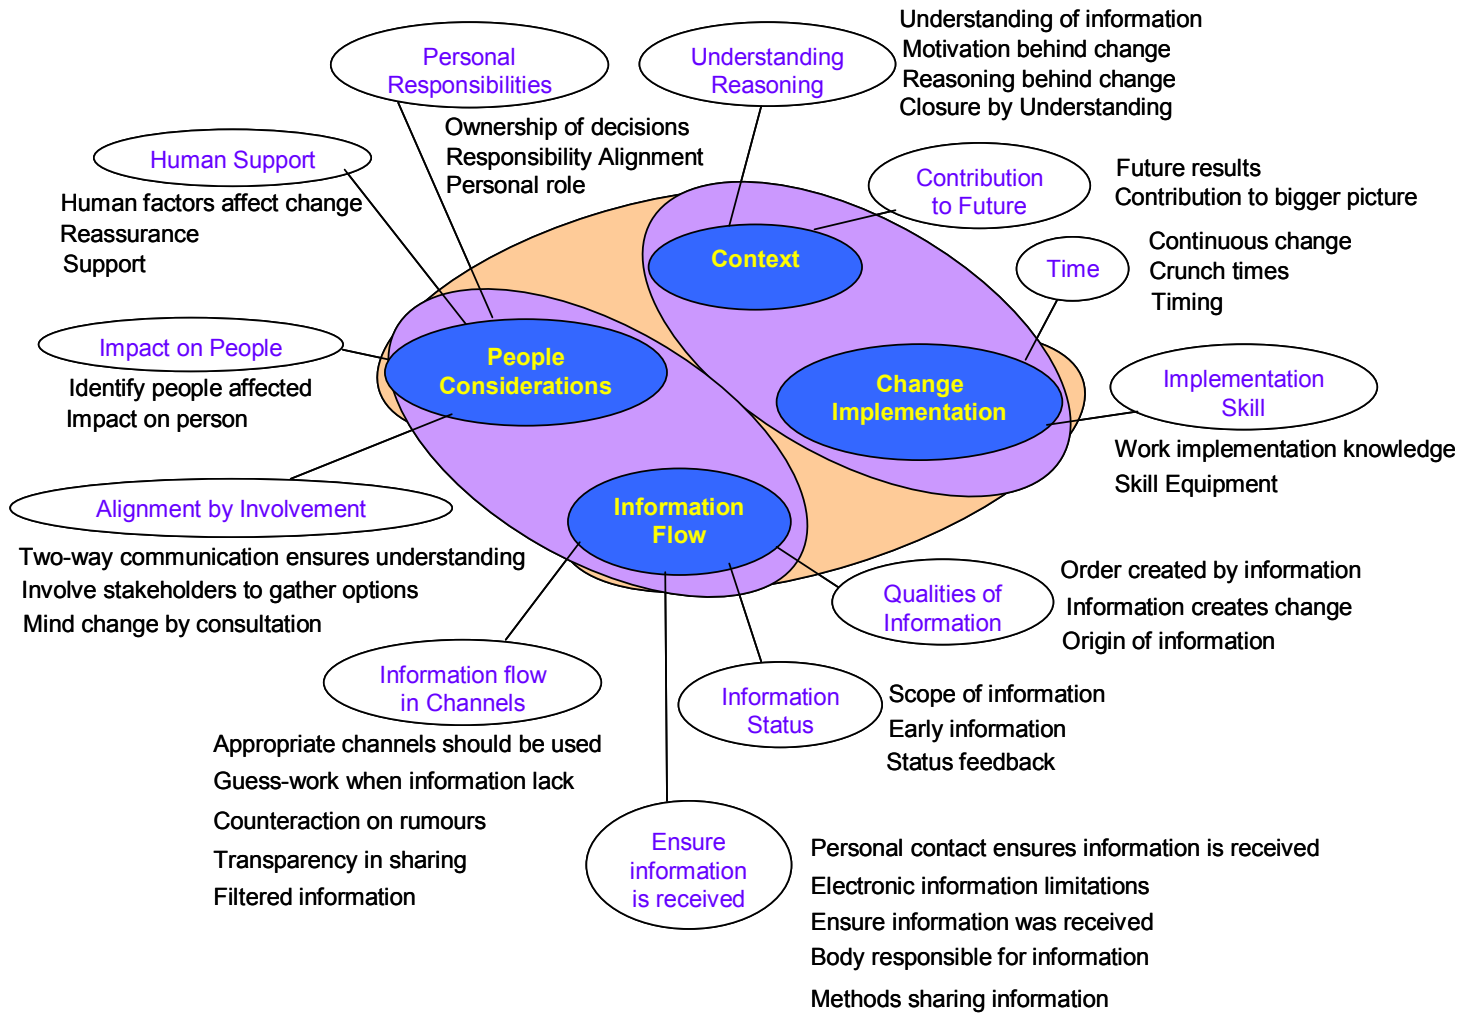 Personal
Responsibilities
Ownership of decisions
Responsibility Alignment
Personal role
Understanding
Reasoning
Understanding of information
Motivation behind change
Reasoning behind change
Closure by Understanding
Human Support
Human factors affect change
Reassurance
Support
Contribution
to Future
Future results
Contribution to bigger picture
Context
Time
Continuous change
Crunch times
Timing
Impact on People
Identify people affected
Impact on person
People
Considerations
Change
Implementation
Implementation
Skill
Work implementation knowledge
Skill Equipment
Alignment by Involvement
Two-way communication ensures understanding
Involve stakeholders to gather options
Mind change by consultation
Information
Flow
Qualities of
Information
Order created by information
Information creates change
Origin of information
Information flow
in Channels
Appropriate channels should be used
Guess-work when information lack
Counteraction on rumours
Transparency in sharing
Filtered information
Information
Status
Scope of information
Early information
Status feedback
Ensure
information
is received
Personal contact ensures information is received
Electronic information limitations
Ensure information was received
Body responsible for information
Methods sharing information